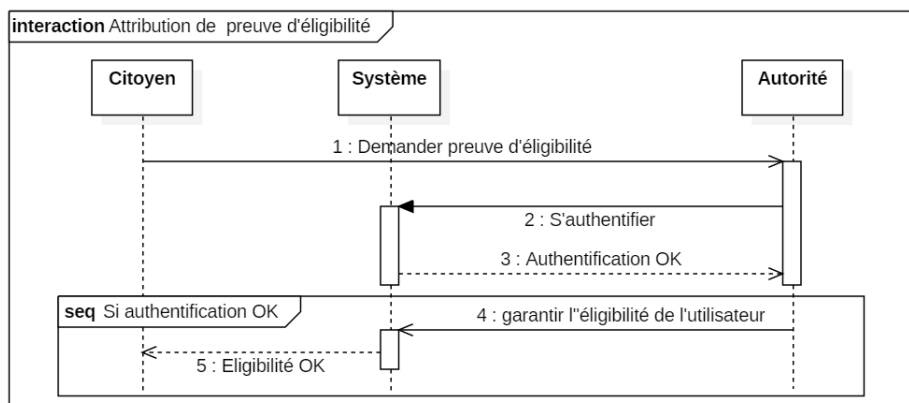 interaction Attribution de preuve d'éligibilité
Citoyen
Système
Autorité
1 : Demander preuve d'éligibilité
2 : S'authentifier
3 : Authentification OK
seq Si authentification OK
4 : garantir l''éligibilité de l'utilisateur
5 : Eligibilité OK